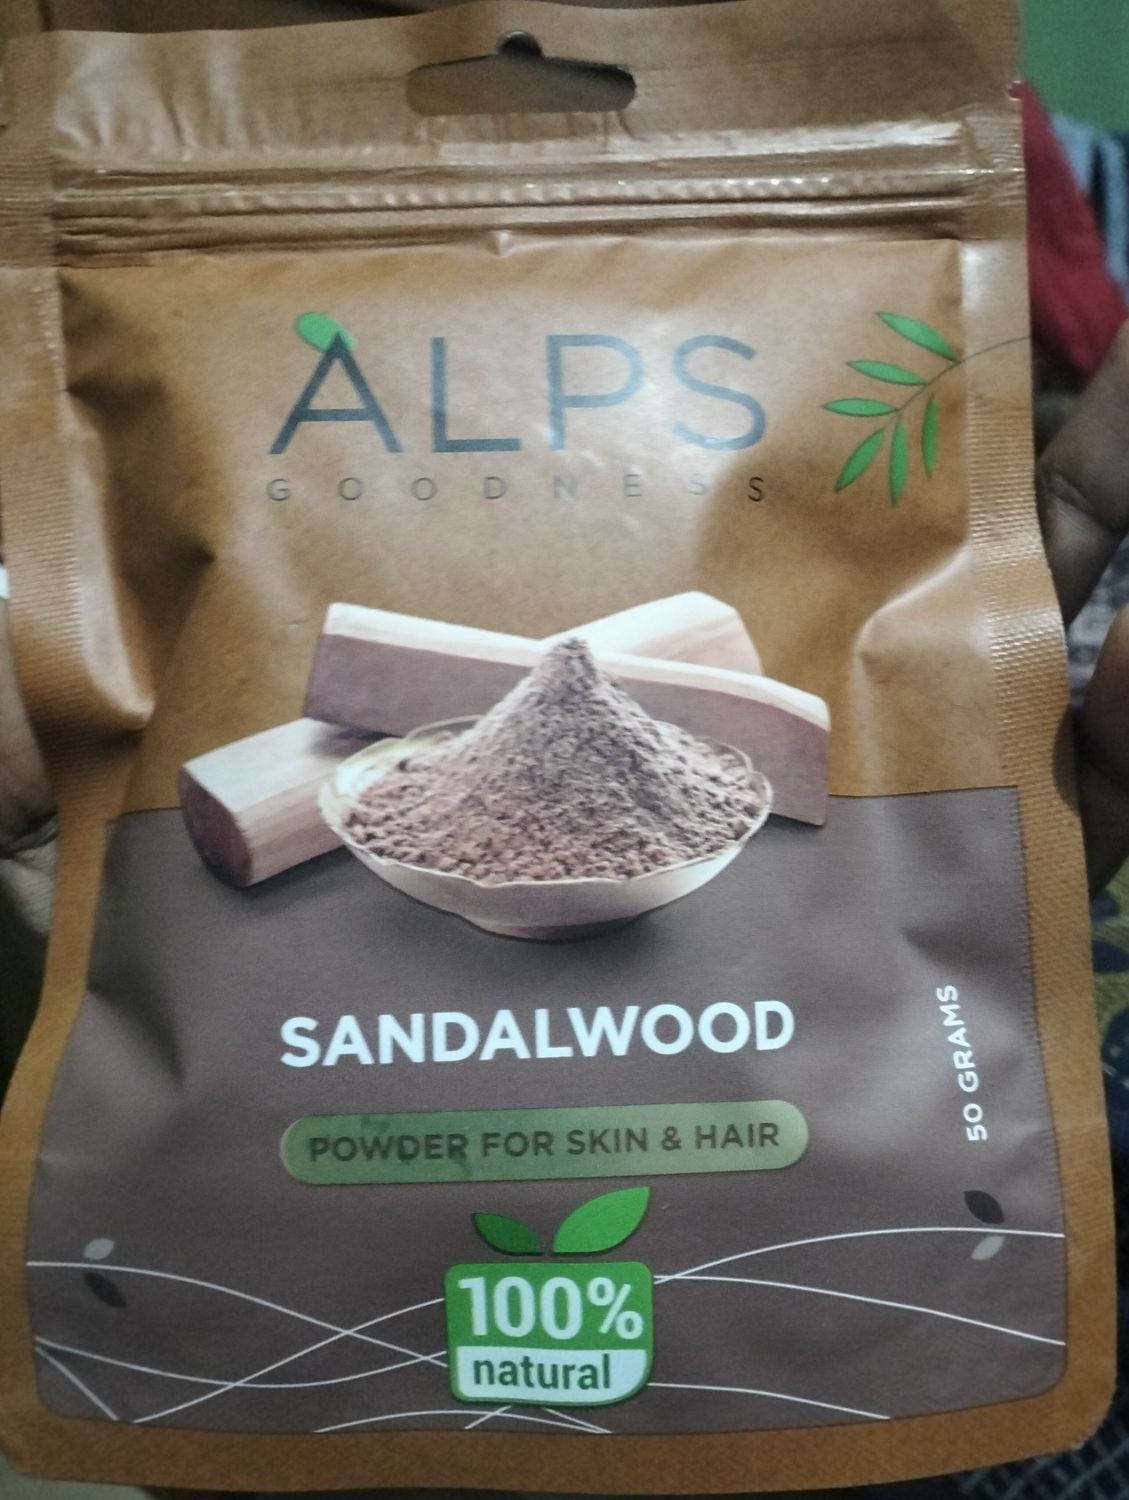 ALPS
GOODNESS
SANDALWOOD
POWDER FOR SKIN & HAIR
50 GRAMS
100%
natural